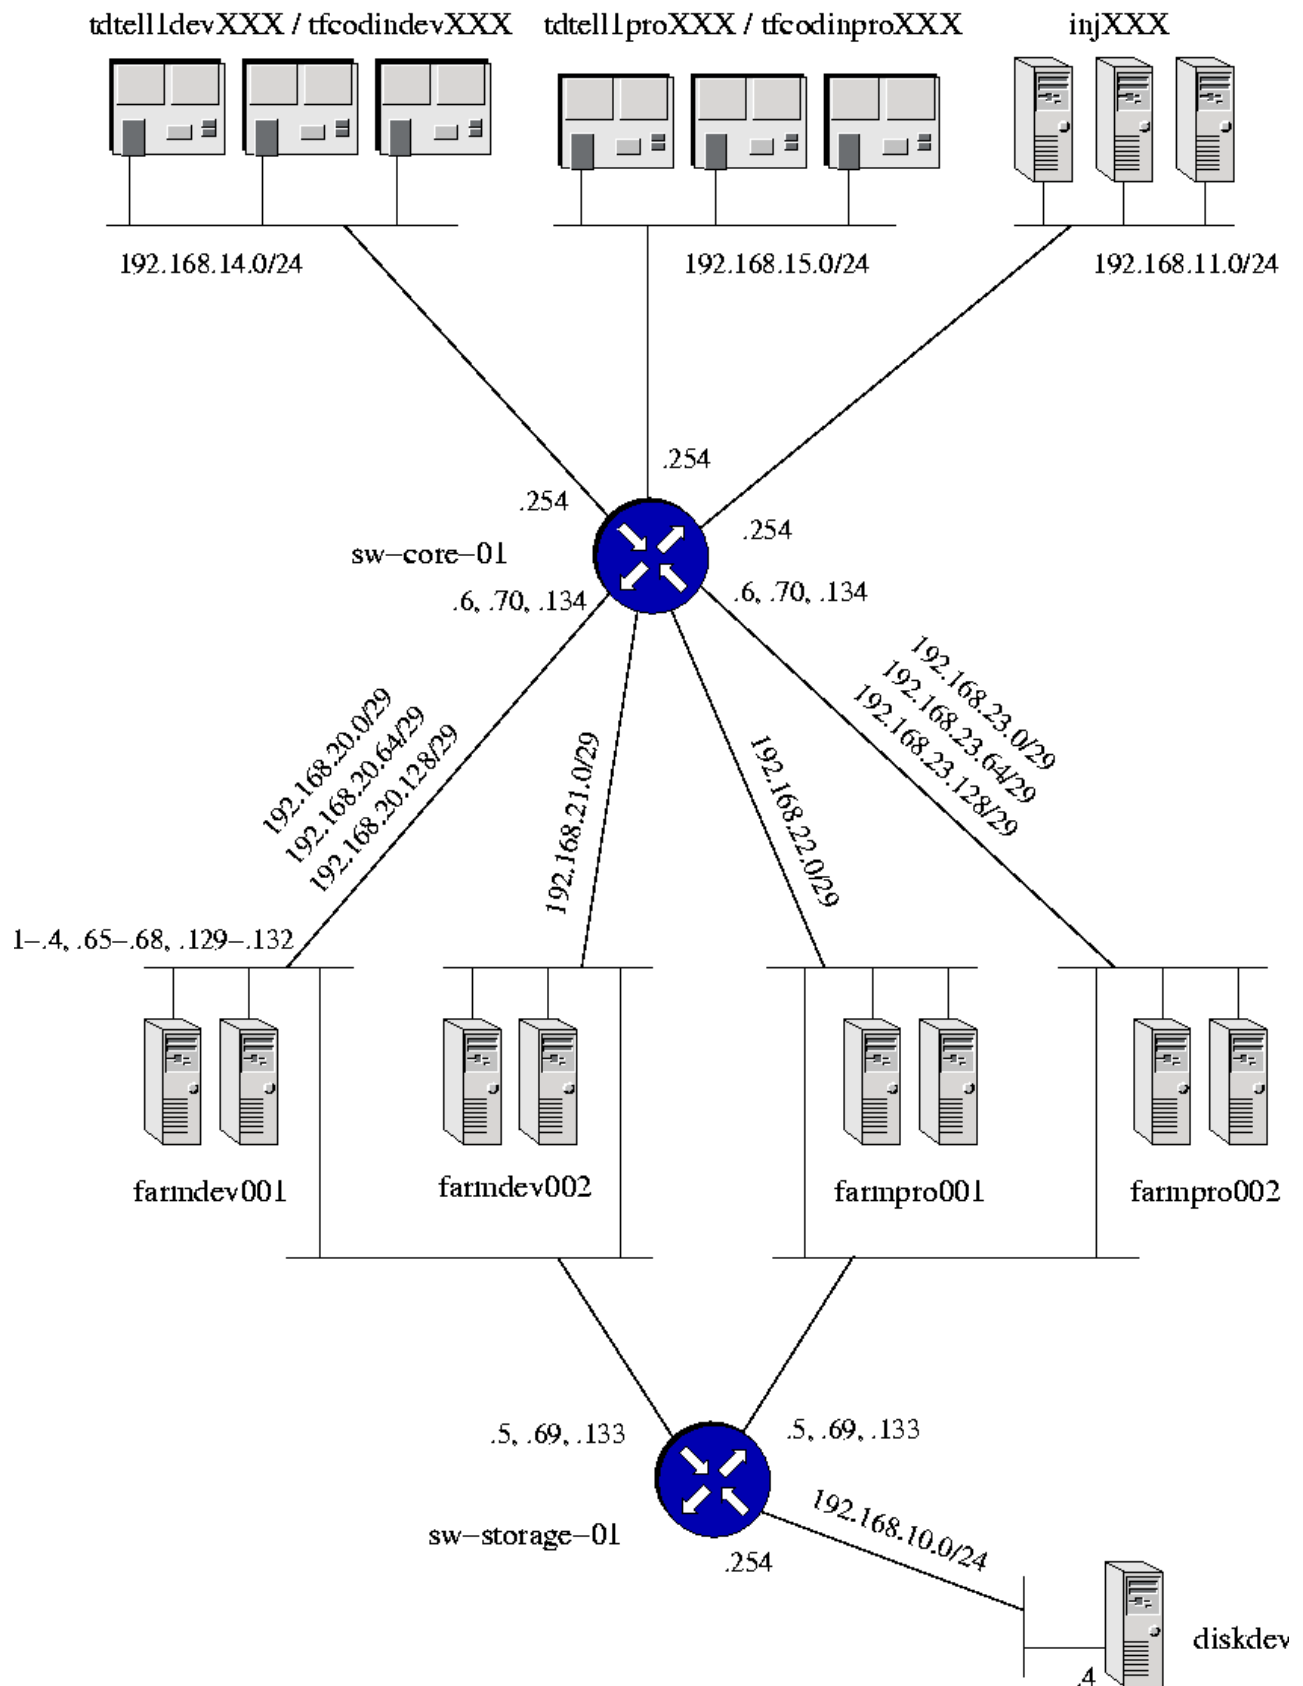 tdtell1devXXX / tfcodindevXXX
tdtell1proXXX / tfcodinproXXX
injXXX
192.168.14.0/24
192.168.15.0/24
192.168.11.0/24
.254
.254
.254
sw-core-01
.6, .70, .134
.6, .70, .134
192.168.20.0/29
192.168.20.64/29
192.168.20.128/29
192.168.21.0/29
192.168.22.0/29
192.168.23.0/29
192.168.23.64/29
192.168.23.128/29
1-.4, .65-.68, .129-.132
farmdev001
farmdev002
farmpro001
farmpro002
.5, .69, .133
.5, .69, .133
sw-storage-01
192.168.10.0/24
.254
diskdev
.4